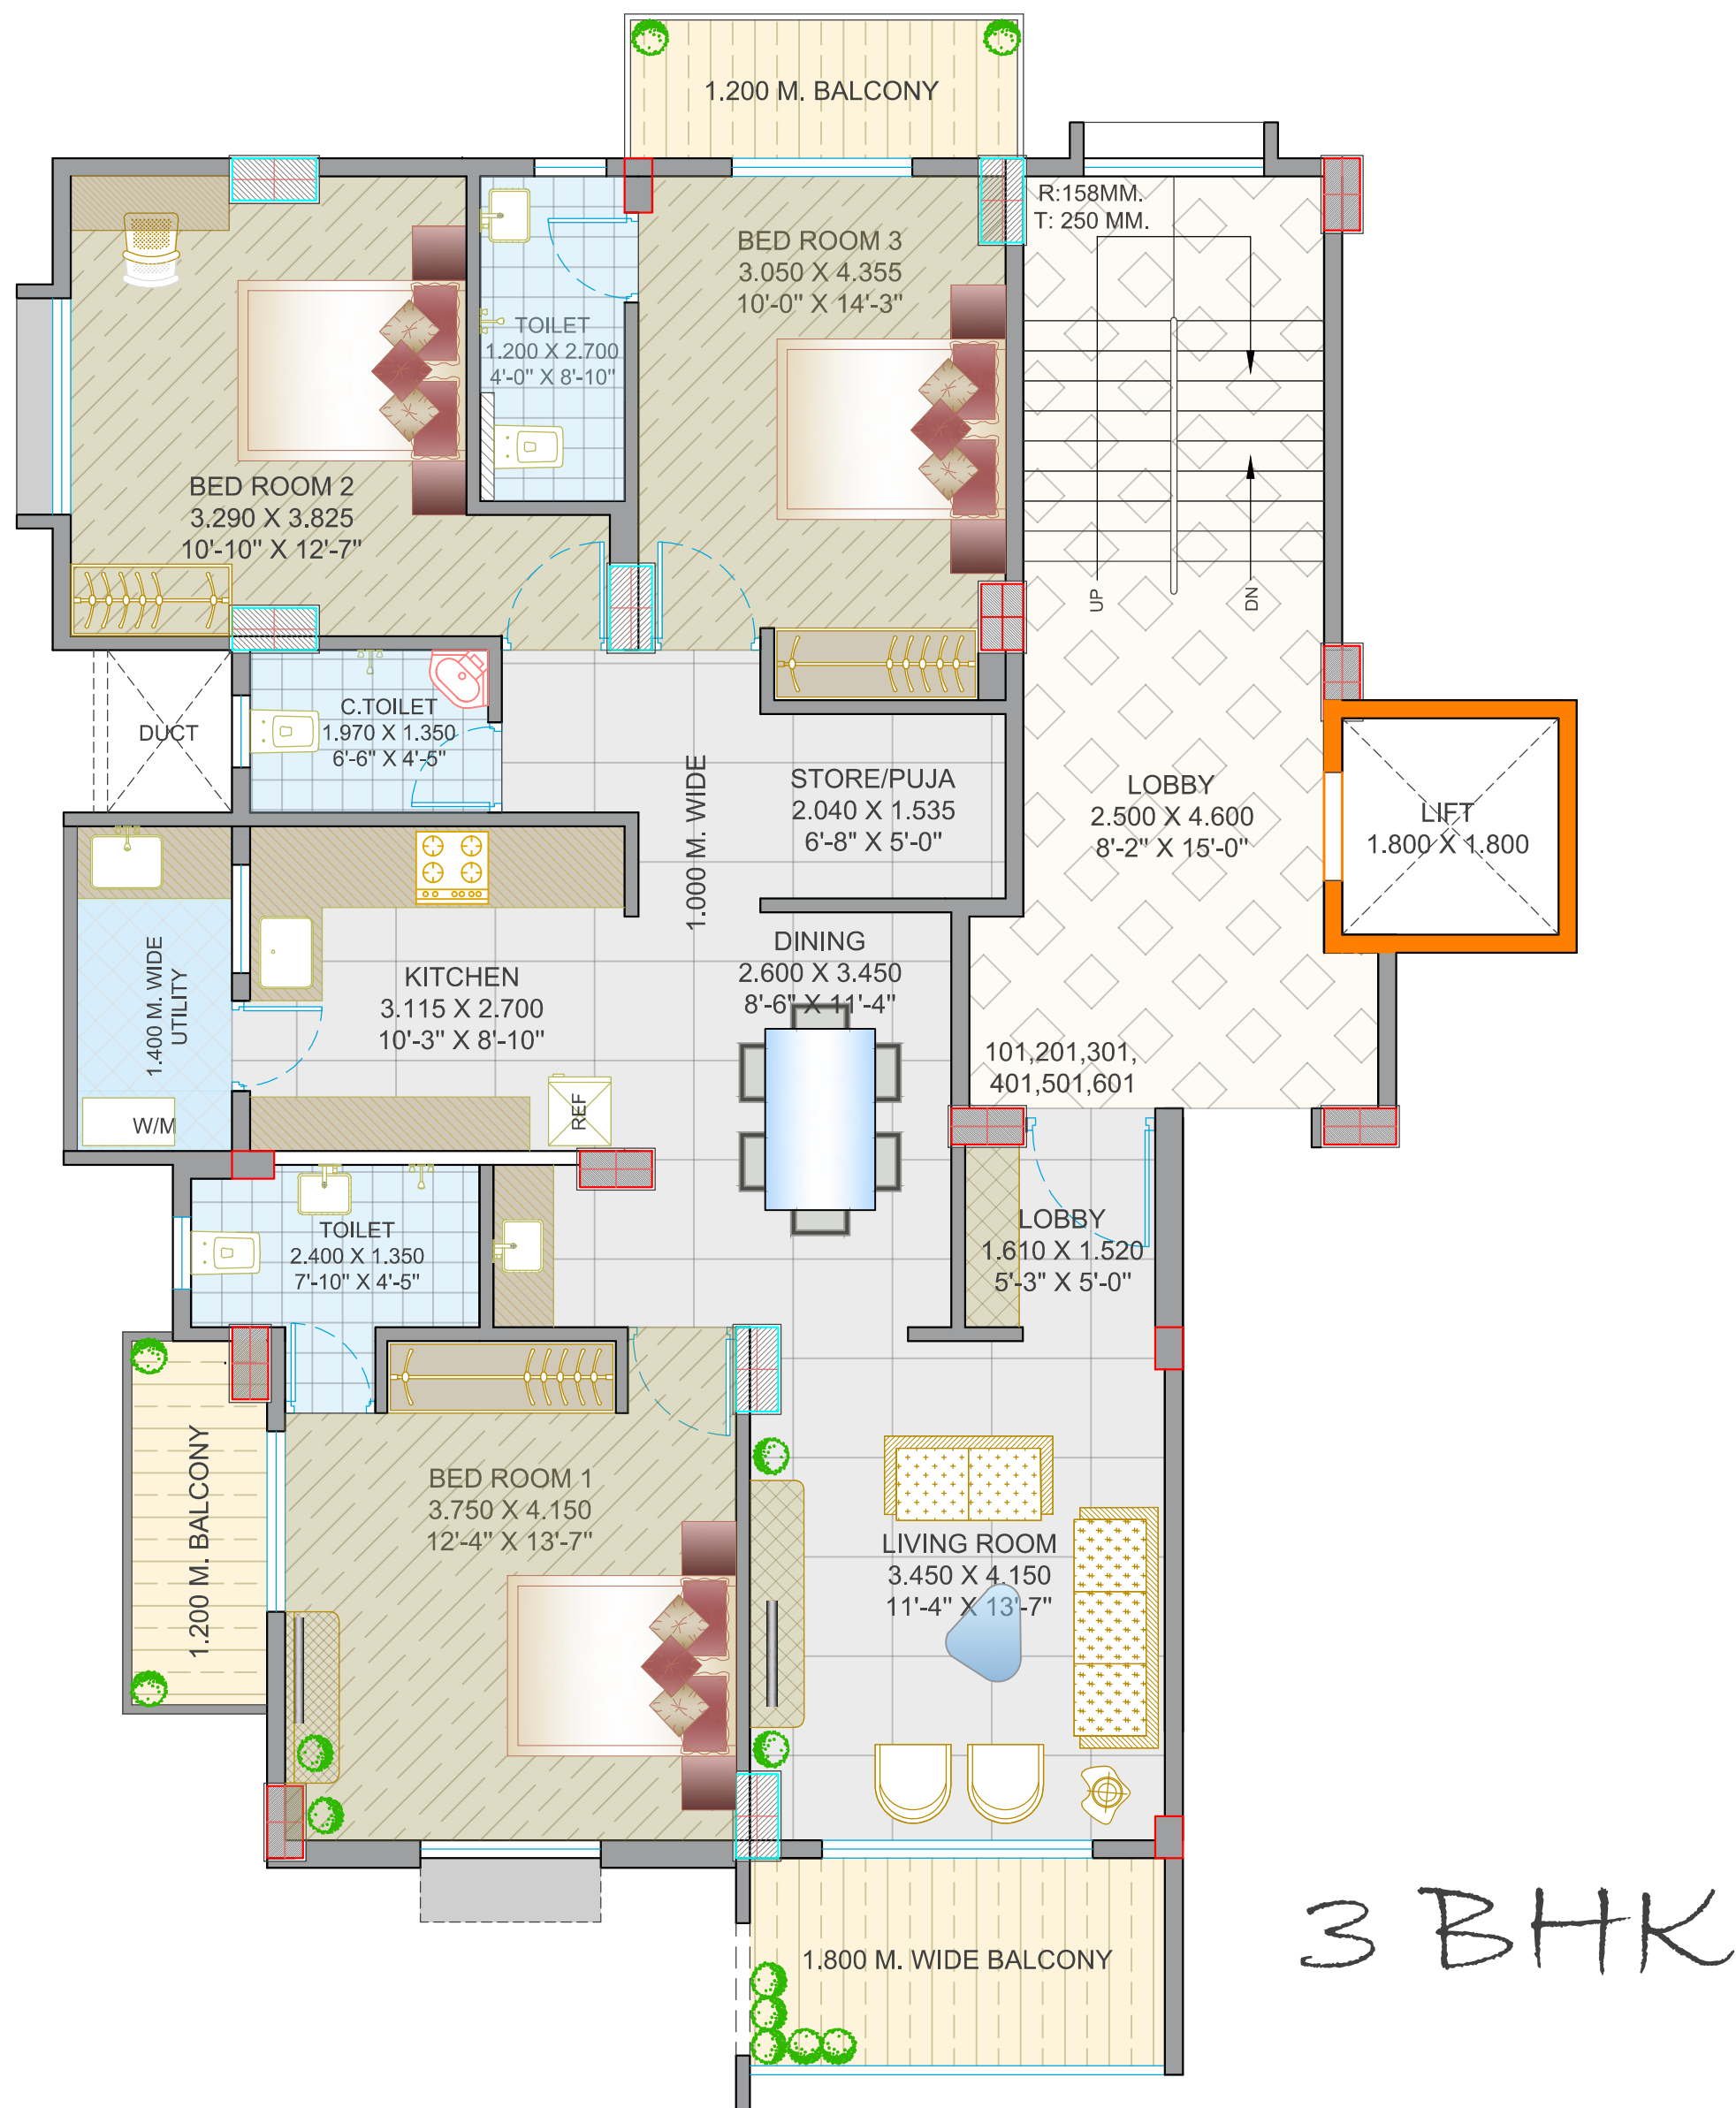 1.200 M. BALCONY
R:158MM.
T: 250 MM.
BED ROOM 3
3.050 X 4.355
10'-0" X 14'-3"
TOILET
1.200 X 2.700
4'-0" X 8'-10"
BED ROOM 2
3.290 X 3.825
10'-10" X 12'-7"
UP
DN
C.TOILET
1.970 X 1.350
6'-6" X 4'-5"
DUCT
1.000 M. WIDE
STORE/PUJA
2.040 X 1.535
6'-8" X 5'-0"
LOBBY
2.500 X 4.600
8'-2" X 15'-0"
LIFT
1.800 X 1.800
DINING
2.600 X 3.450
8'-6" X 11'-4"
KITCHEN
3.115 X 2.700
10'-3" X 8'-10"
1.400 M. WIDE
UTILITY
101,201,301,
401,501,601
W/M
REF
TOILET
2.400 X 1.350
7'-10" X 4'-5"
LOBBY
1.610 X 1.520
5'-3" X 5'-0"
1.200 M. BALCONY
BED ROOM 1
3.750 X 4.150
12'-4" X 13'-7"
LIVING ROOM
3.450 X 4.150
11'-4" X 13'-7"
1.800 M. WIDE BALCONY
3 BHK